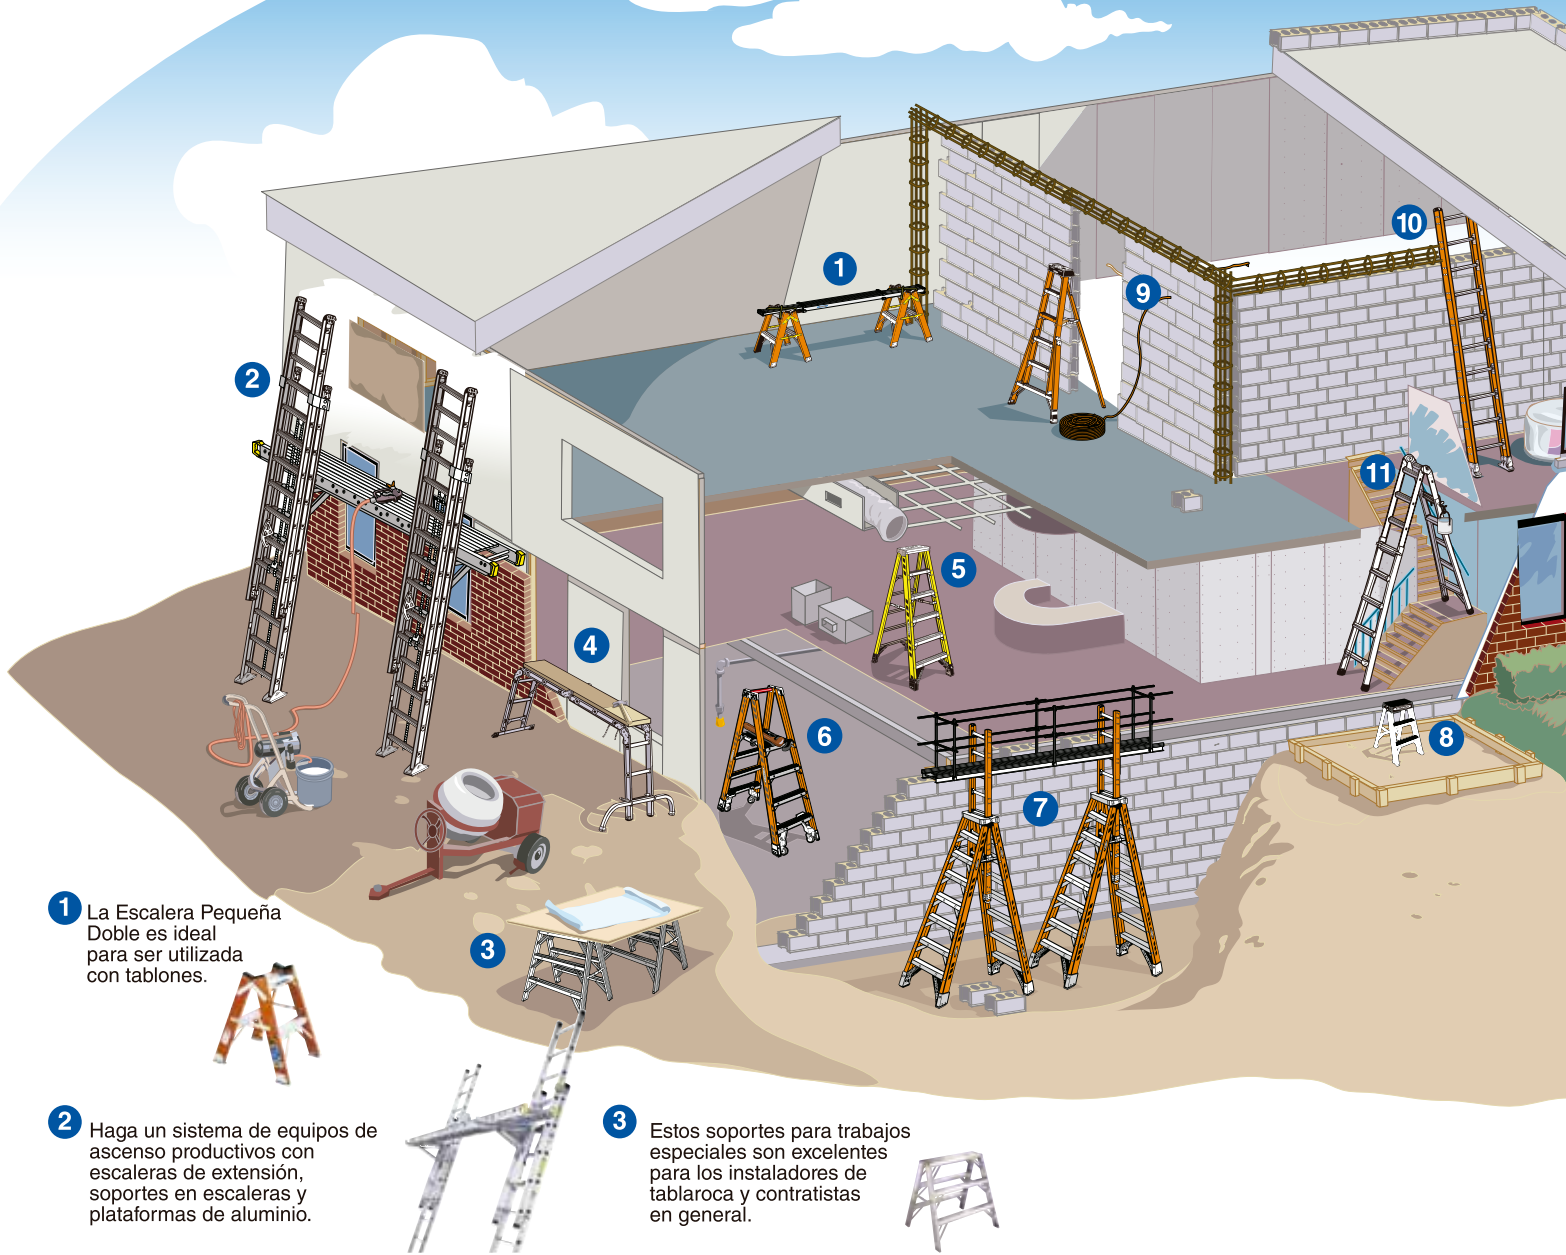 10
1
9
2
11
5
4
6
8
7
3
1
La Escalera Pequeña
Doble es ideal
para ser utilizada
con tablones.
2
Haga un sistema de equipos de
ascenso productivos con
escaleras de extensión,
soportes en escaleras y
plataformas de aluminio.
3
Estos soportes para trabajos
especiales son excelentes
para los instaladores de
tablaroca y contratistas
en general.